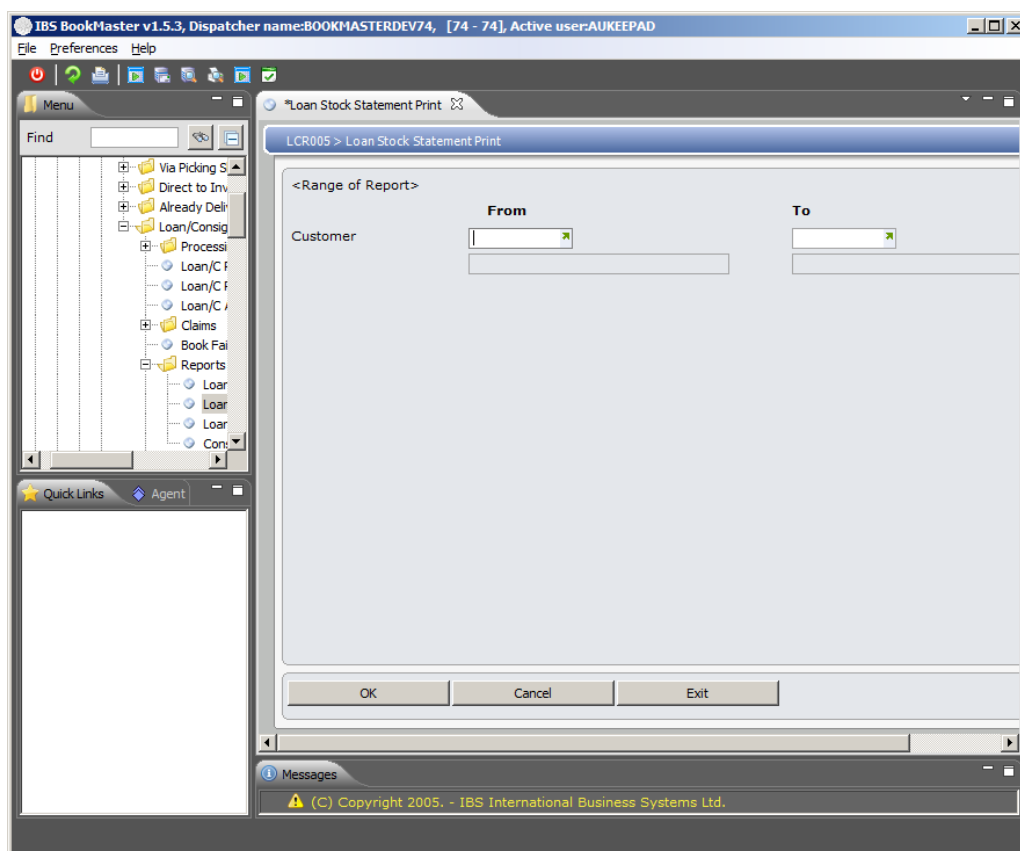 IBS BookMaster v1.5.3, Dispatcher name:BOOKMASTERDEV74, [74 - 74], Active user:AUKEEPAD
File Preferences Help
Menu
*Loan Stock Statement Print
Find
LCR005 > Loan Stock Statement Print
Via Picking S
Direct to Inv
Already Deli
Loan/Consig
Processi
Loan/C
Loan/C
Loan/C
Claims
Book Fai
Reports
Loan
Loan
Loan
Cons
<Range of Report>
From To
Customer
OK Cancel Exit
Quick Links Agent
Messages
(C) Copyright 2005. - IBS International Business Systems Ltd.